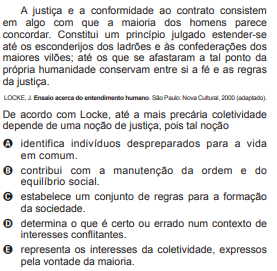 A justiça e a conformidade ao contrato consistem
em algo com que a maioria dos homens parece
concordar. Constitui um princípio julgado estender-se
até os esconderijos dos ladrões e às confederações dos
maiores vilões; até os que se afastaram a tal ponto da
própria humanidade conservam entre si a fé e as regras
da justiça.
LOCKE, J. Ensaio acerca do entendimento humano. São Paulo: Nova Cultural, 2000 (adaptado).
De acordo com Locke, até a mais precária coletividade
depende de uma noção de justiça, pois tal noção
A identifica indivíduos despreparados para a vida
em comum.
B contribui com a manutenção da ordem e do
equilíbrio social.
C estabelece um conjunto de regras para a formação
da sociedade.
D determina o que é certo ou errado num contexto de
interesses conflitantes.
E representa os interesses da coletividade, expressos
pela vontade da maioria.